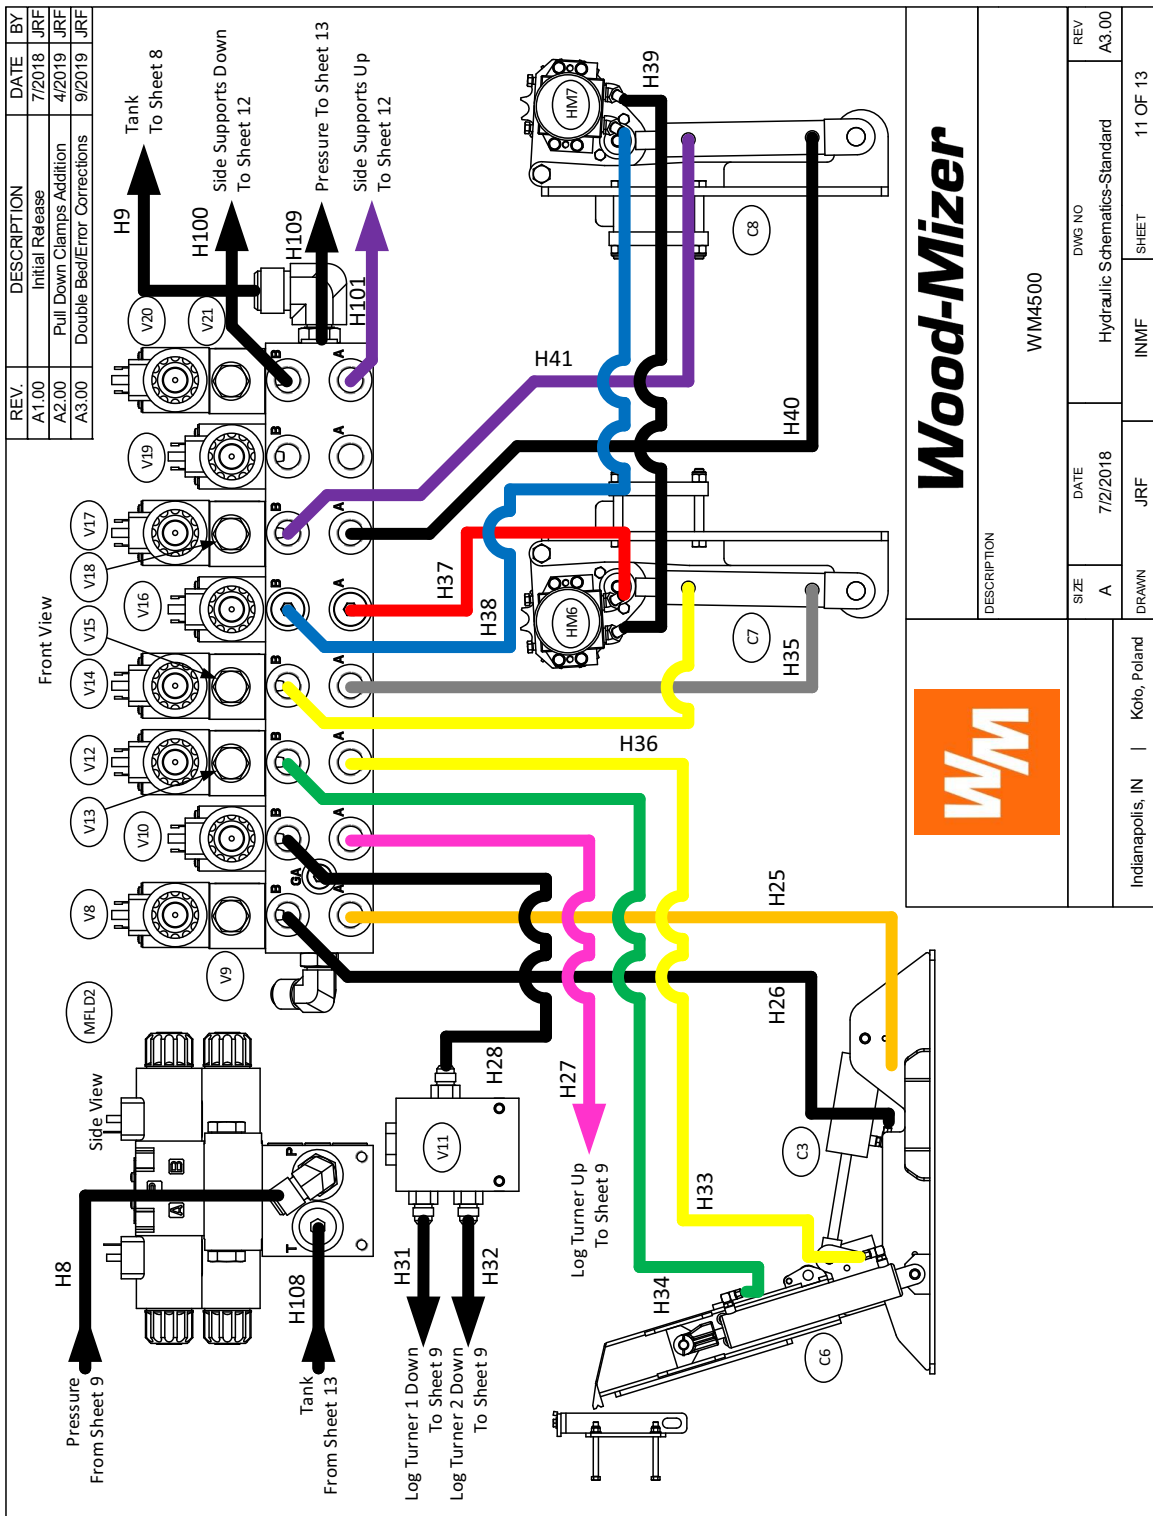 REV. DESCRIPTION DATE BY
A1.00 Initial Release 7/2018 JRF
A2.00 Pull Down Clamps Addition 4/2019 JRF
A3.00 Double Bed/Error Corrections 9/2019 JRF
Front View
Side View
MFLD2
V8
V9
V10
V13
V12
V14
V15
V16
V18
V17
V19
V20
V21
B
B
B
B
B
B
B
A
A
A
A
A
A
A
GA
A
B
P
P
T
H9
Tank
To Sheet 8
H100
Side Supports Down
To Sheet 12
H109
Pressure To Sheet 13
H101
Side Supports Up
To Sheet 12
H8
Pressure
From Sheet 9
H108
Tank
From Sheet 13
V11
H28
H31
Log Turner 1 Down
To Sheet 9
H32
Log Turner 2 Down
To Sheet 9
H27
Log Turner Up
To Sheet 9
H41
H40
H39
H38
H37
H36
H35
H34
H33
H26
H25
HM7
HM6
C8
C7
C3
C6
WM
Indianapolis, IN | Koło, Poland
Wood-Mizer
DESCRIPTION
WM4500
SIZE DATE DWG NO REV
A 7/2/2018 Hydraulic Schematics-Standard A3.00
DRAWN JRF INMF SHEET 11 OF 13